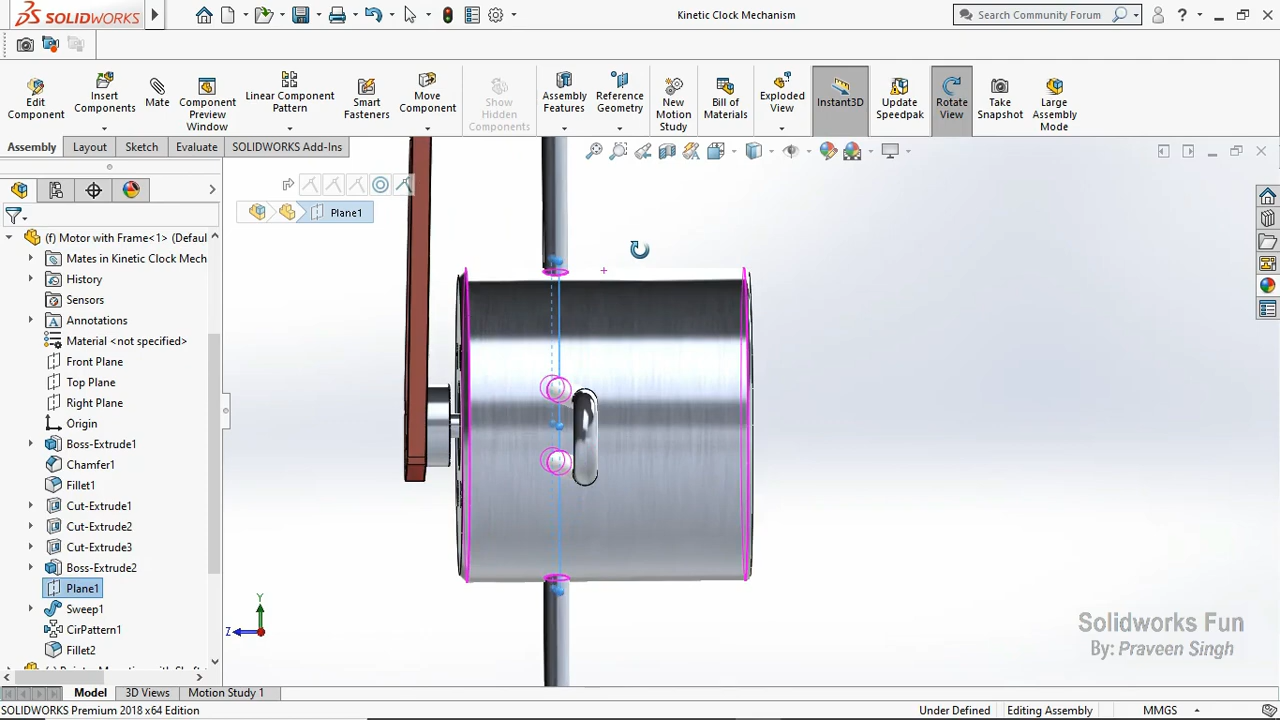 SOLIDWORKS
Kinetic Clock Mechanism
Search Community Forum
Edit Component
Insert Components
Mate
Component Preview Window
Linear Component Pattern
Smart Fasteners
Move Component
Show Hidden Components
Assembly Features
Reference Geometry
New Motion Study
Bill of Materials
Exploded View
Instant3D
Update Speedpak
Rotate View
Take Snapshot
Large Assembly Mode
Assembly
Layout
Sketch
Evaluate
SOLIDWORKS Add-Ins
Plane1
(f) Motor with Frame<1> (Defaul
Mates in Kinetic Clock Mech
History
Sensors
Annotations
Material <not specified>
Front Plane
Top Plane
Right Plane
Origin
Boss-Extrude1
Chamfer1
Fillet1
Cut-Extrude1
Cut-Extrude2
Cut-Extrude3
Boss-Extrude2
Plane1
Sweep1
CirPattern1
Fillet2
Y
Z
Solidworks Fun
By: Praveen Singh
Model
3D Views
Motion Study 1
SOLIDWORKS Premium 2018 x64 Edition
Under Defined
Editing Assembly
MMGS